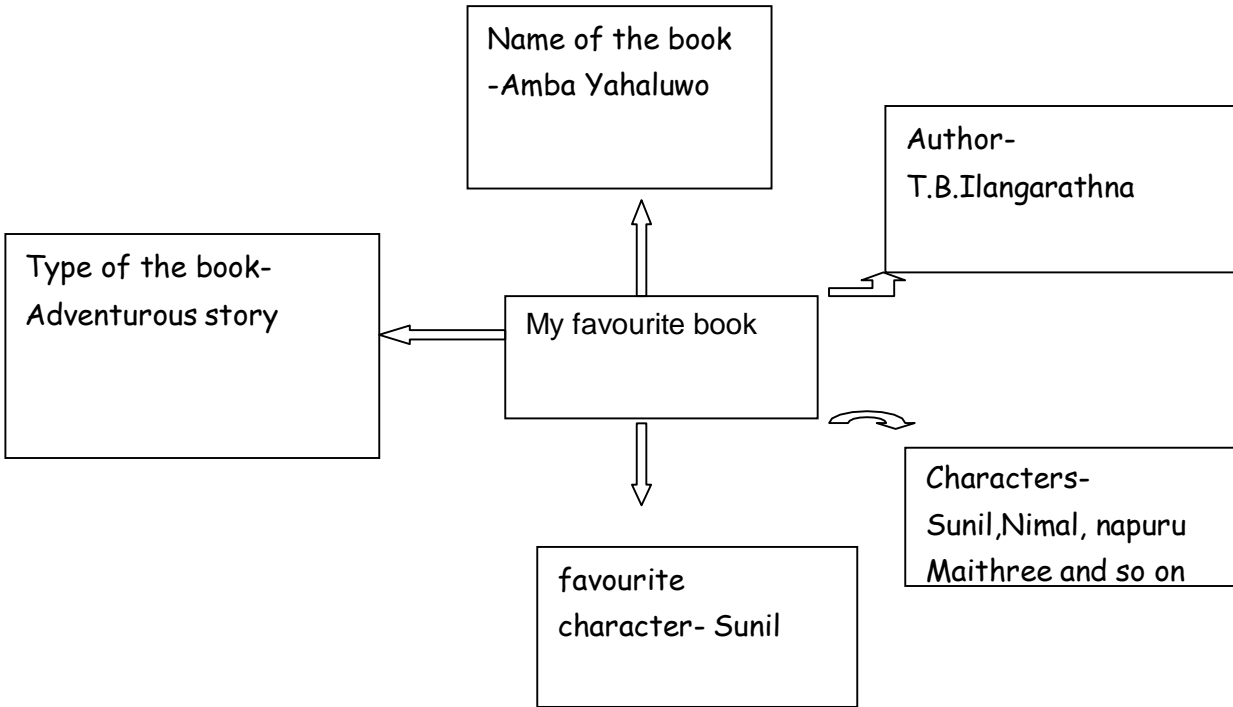 Name of the book
-Amba Yahaluwo
Author-
T.B.Ilangarathna
Type of the book-
Adventurous story
My favourite book
Characters-
Sunil,Nimal, napuru
Maithree and so on
favourite
character- Sunil